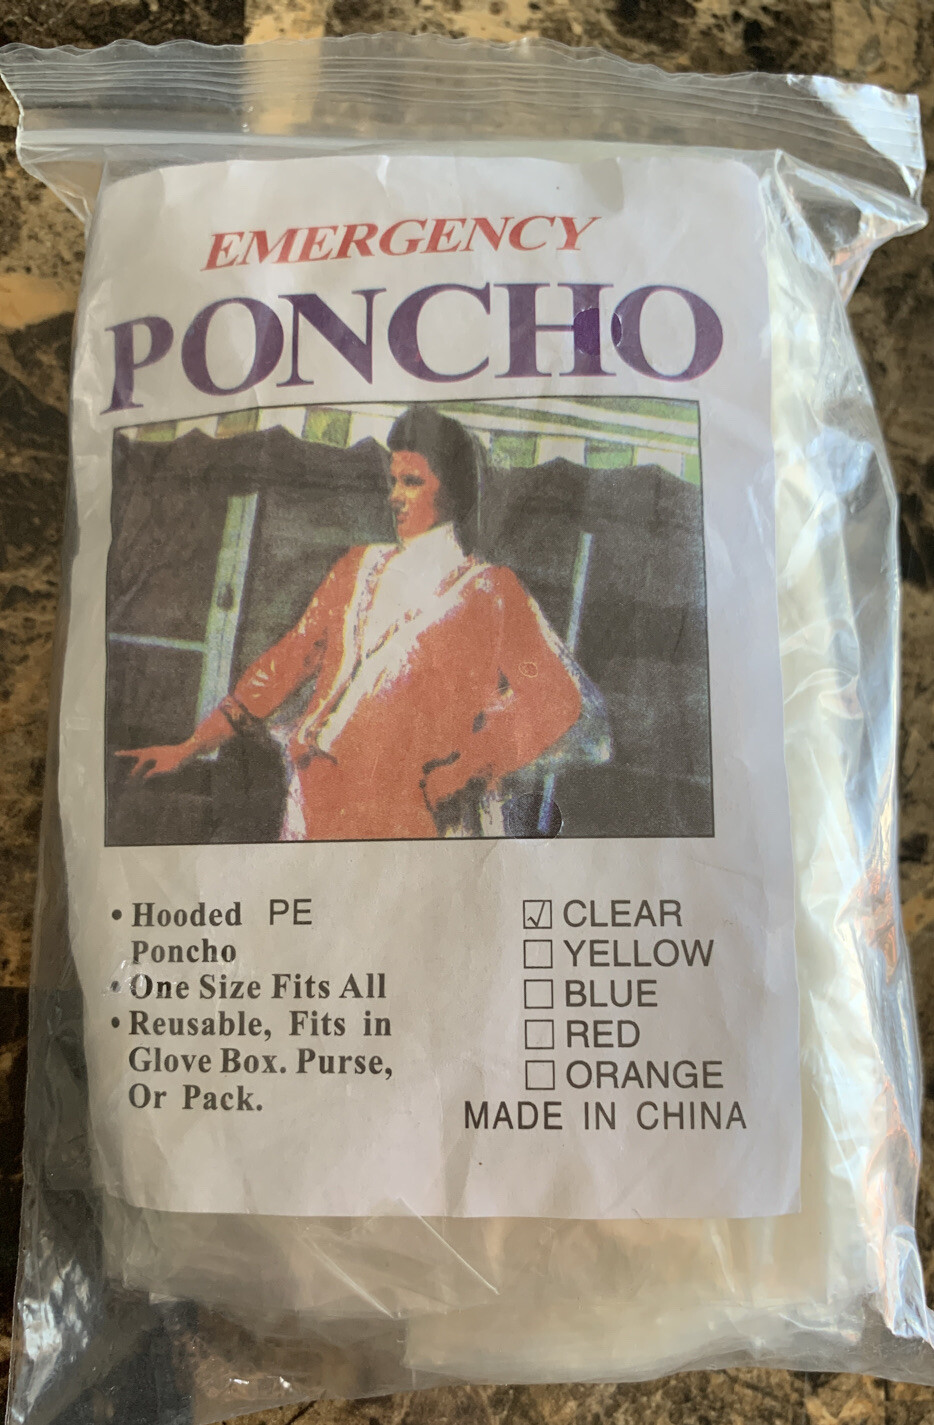 EMERGENCY
PONCHO
• Hooded PE
Poncho
• One Size Fits All
• Reusable, Fits in
Glove Box. Purse,
Or Pack.
☑ CLEAR
☐ YELLOW
☐ BLUE
☐ RED
☐ ORANGE
MADE IN CHINA